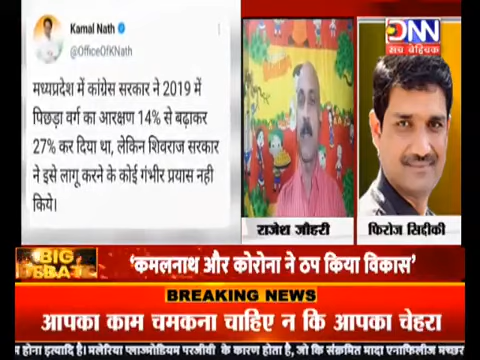 Kamal Nath
@OfficeOfKNath
मध्यप्रदेश में कांग्रेस सरकार ने 2019 में
पिछड़ा वर्ग का आरक्षण 14% से बढ़ाकर
27% कर दिया था, लेकिन शिवराज सरकार
ने इसे लागू करने के कोई गंभीर प्रयास नही
किये।
DNN
सच बेहिचक
राजेश जौहरी
फिरोज सिद्दीकी
BIG
DEBATE
'कमलनाथ और कोरोना ने ठप किया विकास'
BREAKING NEWS
आपका काम चमकना चाहिए न कि आपका चेहरा
स होना इत्यादि है। मलेरिया प्लाज्मोडियम परजीवी के कारण होता है, जो कि संक्रमित मादा एनाफिलीज मच्छर